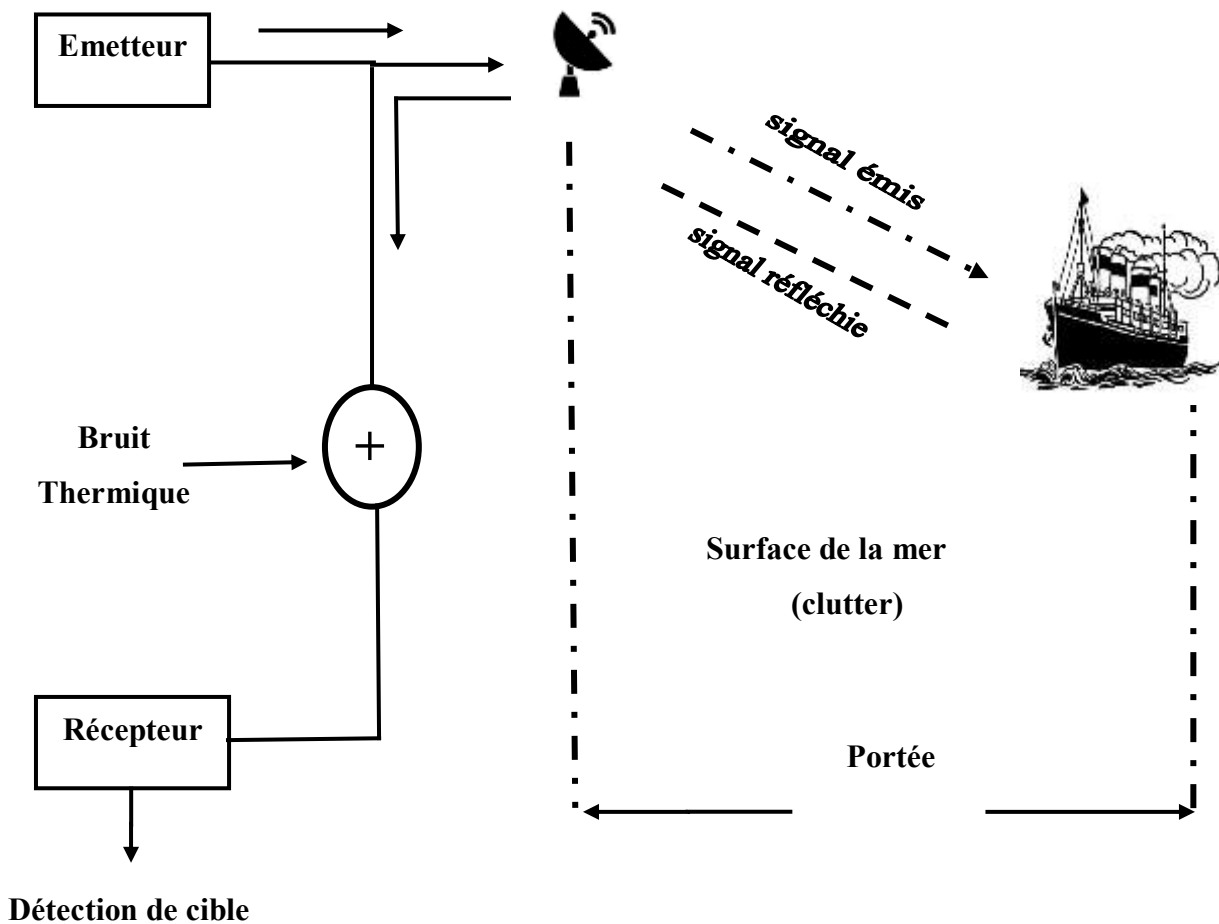 Emetteur
signal émis
signal réfléchie
Bruit
Thermique
+
Surface de la mer
(clutter)
Récepteur
Portée
Détection de cible